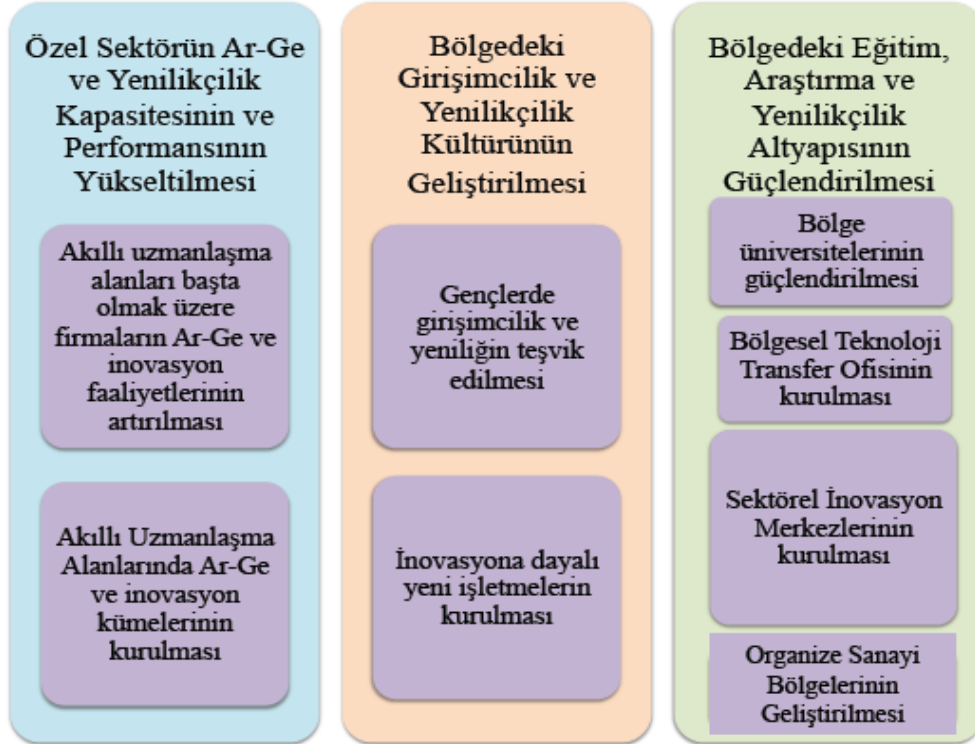 Özel Sektörün Ar-Ge
ve Yenilikçilik
Kapasitesinin ve
Performansının
Yükseltilmesi
Akıllı uzmanlaşma
alanları başta
olmak üzere
firmaların Ar-Ge ve
inovasyon
faaliyetlerinin
artırılması
Akıllı Uzmanlaşma
Alanlarında Ar-Ge
ve inovasyon
kümelerinin
kurulması
Bölgedeki
Girişimcilik ve
Yenilikçilik
Kültürünün
Geliştirilmesi
Gençlerde
girişimcilik ve
yeniliğin teşvik
edilmesi
İnovasyona dayalı
yeni işletmelerin
kurulması
Bölgedeki Eğitim,
Araştırma ve
Yenilikçilik
Altyapısının
Güçlendirilmesi
Bölge
üniversitelerinin
güçlendirilmesi
Bölgesel Teknoloji
Transfer Ofisinin
kurulması
Sektörel İnovasyon
Merkezlerinin
kurulması
Organize Sanayi
Bölgelerinin
Geliştirilmesi